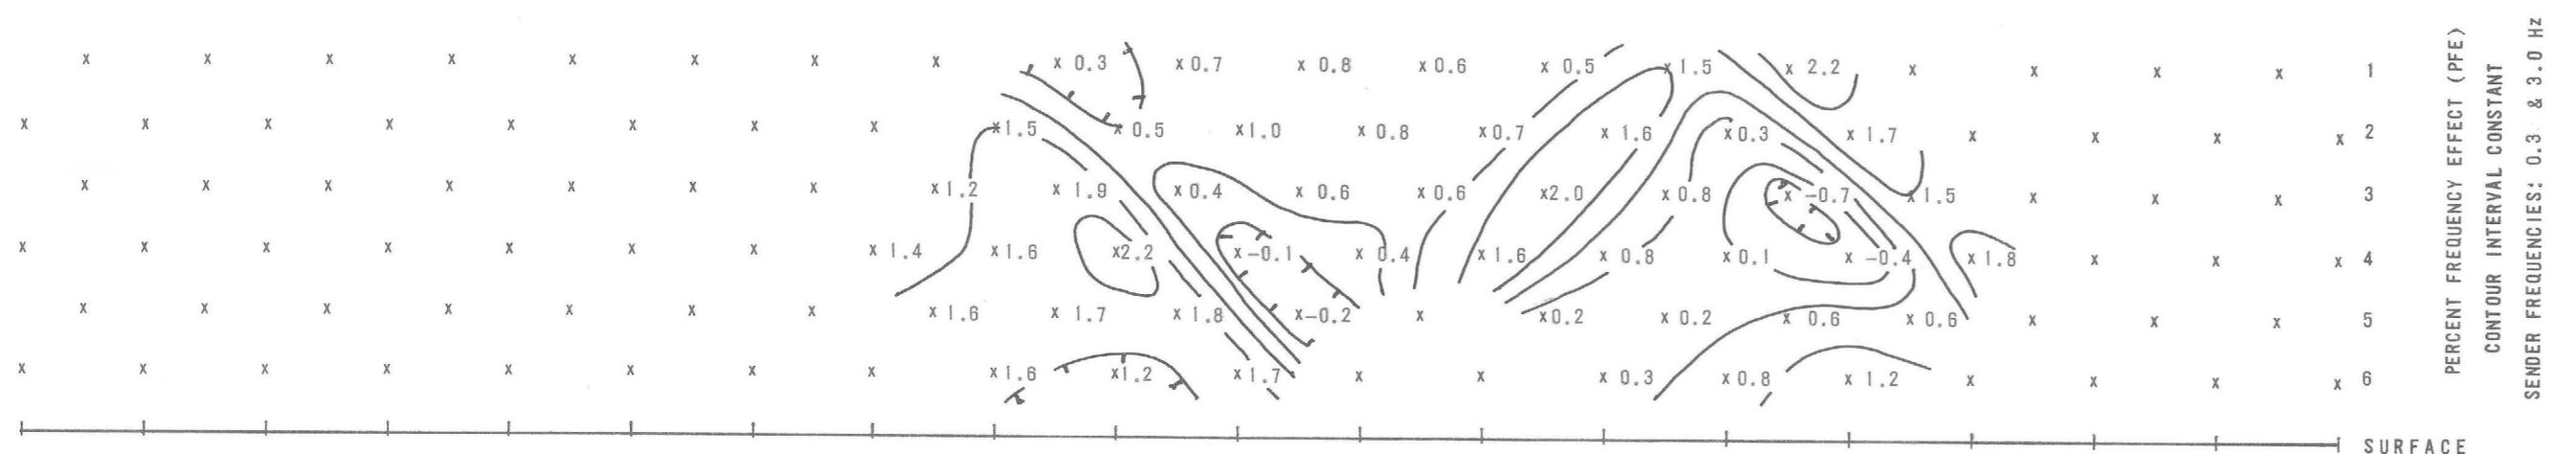 0.3 0.7 0.8 0.6 0.5 1.5 2.2 1
1.5 0.5 1.0 0.8 0.7 1.6 0.3 1.7 2
1.2 1.9 0.4 0.6 0.6 2.0 0.8 -0.7 1.5 3
1.4 1.6 2.2 -0.1 0.4 1.6 0.8 0.1 -0.4 1.8 4
1.6 1.7 1.8 -0.2 0.2 0.2 0.6 0.6 5
1.6 1.2 1.7 0.3 0.8 1.2 6
SURFACE
PERCENT FREQUENCY EFFECT (PFE)
CONTOUR INTERVAL CONSTANT
SENDER FREQUENCIES: 0.3 & 3.0 HZ